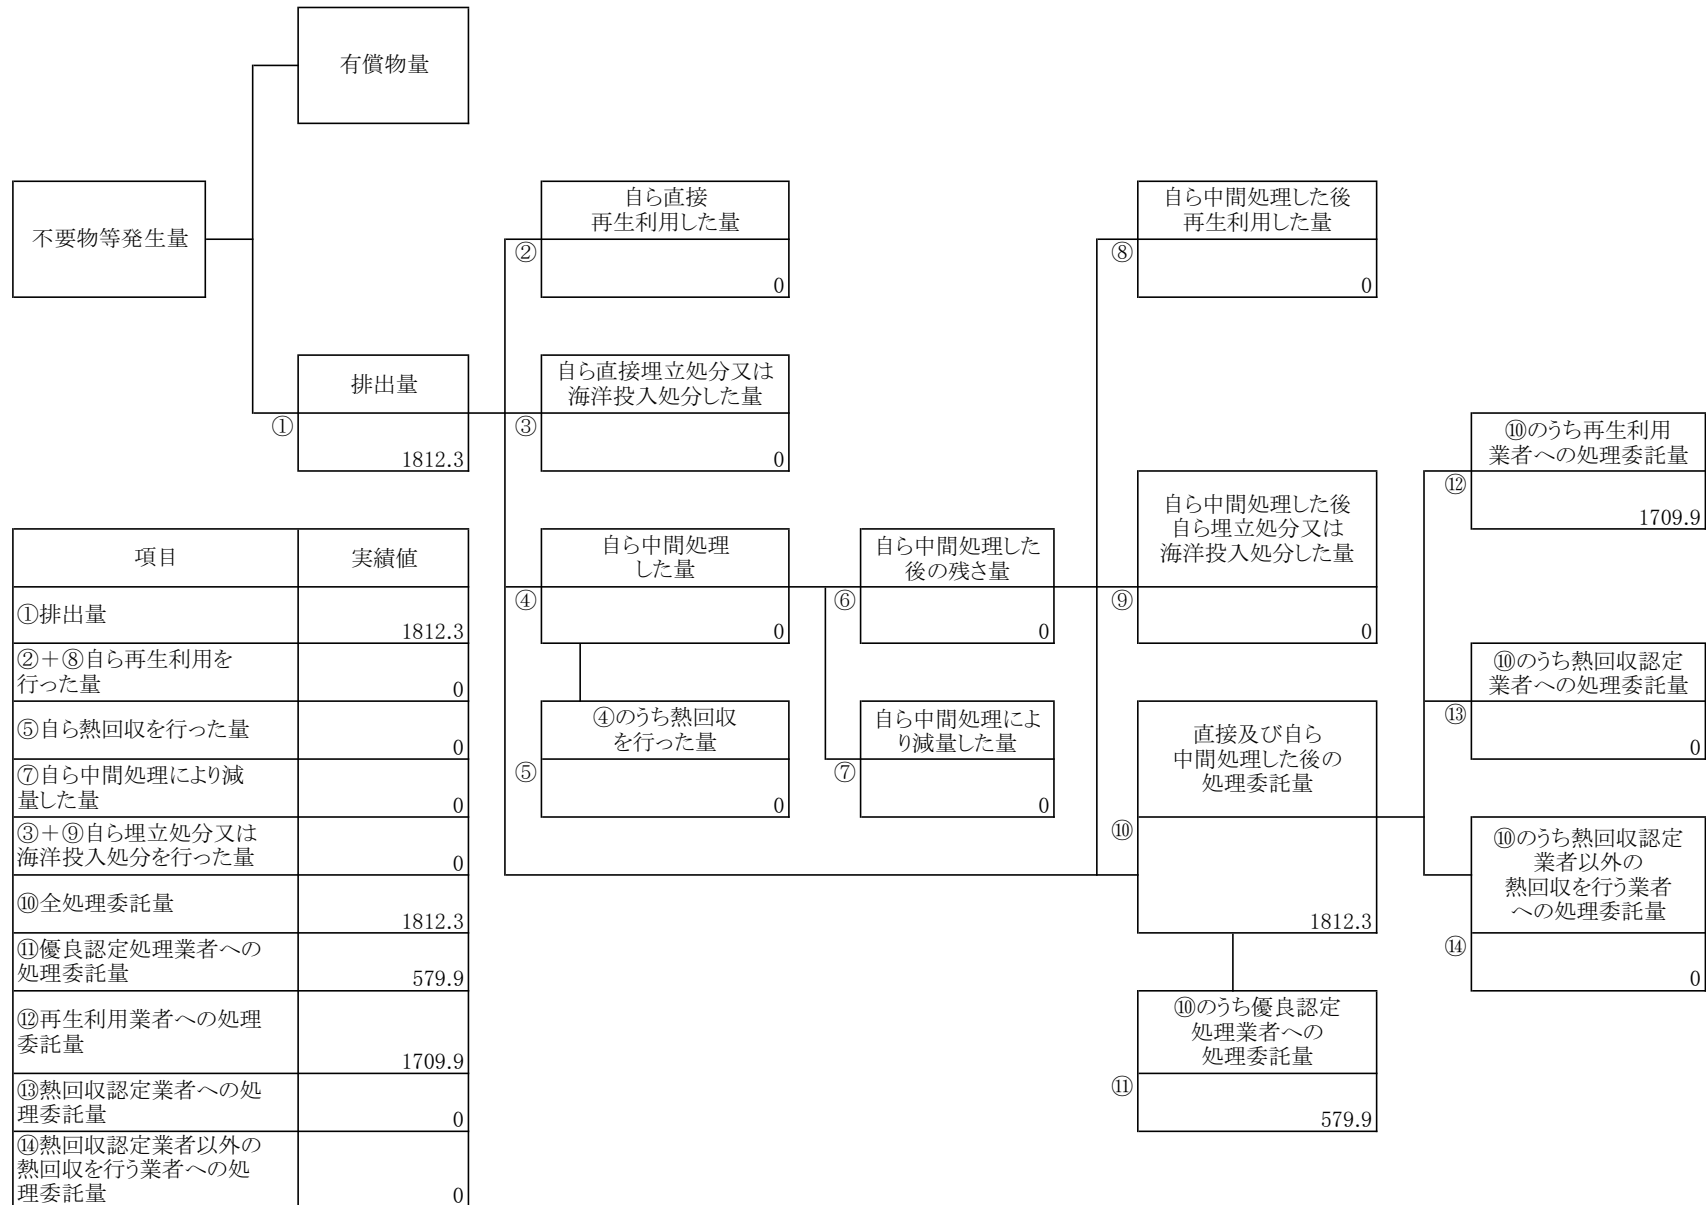 有償物量
不要物等発生量
自ら直接
再生利用した量
②
0
自ら中間処理した後
再生利用した量
⑧
0
排出量
①
1812.3
自ら直接埋立処分又は
海洋投入処分した量
③
0
⑩のうち再生利用
業者への処理委託量
⑫
1709.9
自ら中間処理
した量
④
0
自ら中間処理した
後の残さ量
⑥
0
自ら中間処理した後
自ら埋立処分又は
海洋投入処分した量
⑨
0
⑩のうち熱回収認定
業者への処理委託量
⑬
0
④のうち熱回収
を行った量
⑤
0
自ら中間処理によ
り減量した量
⑦
0
直接及び自ら
中間処理した後の
処理委託量
⑩
1812.3
⑩のうち熱回収認定
業者以外の
熱回収を行う業者
への処理委託量
⑭
0
⑩のうち優良認定
処理業者への
処理委託量
⑪
579.9
項目 実績値
①排出量
1812.3
②＋⑧自ら再生利用を
行った量
0
⑤自ら熱回収を行った量
0
⑦自ら中間処理により減
量した量
0
③＋⑨自ら埋立処分又は
海洋投入処分を行った量
0
⑩全処理委託量
1812.3
⑪優良認定処理業者への
処理委託量
579.9
⑫再生利用業者への処理
委託量
1709.9
⑬熱回収認定業者への処
理委託量
0
⑭熱回収認定業者以外の
熱回収を行う業者への処
理委託量
0